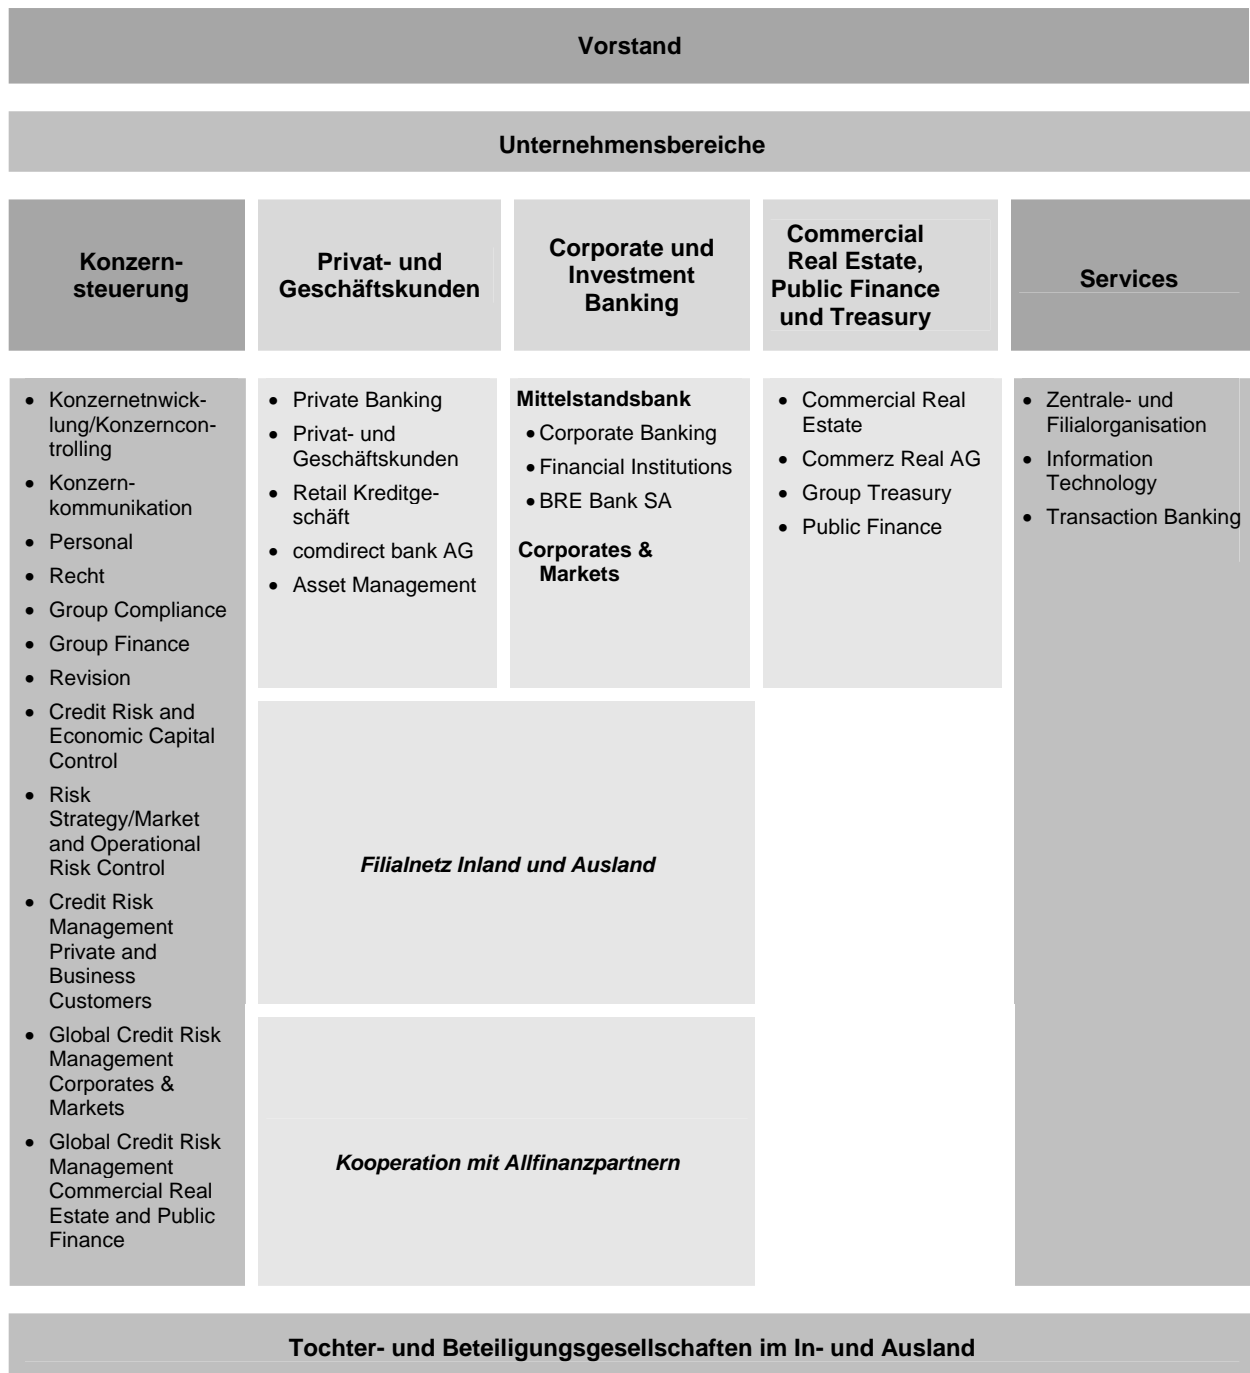 Vorstand
Unternehmensbereiche
Konzern-
steuerung
Privat- und
Geschäftskunden
Corporate und
Investment
Banking
Commercial
Real Estate,
Public Finance
und Treasury
Services
• Konzernetnwick-
lung/Konzerncon-
trolling
• Konzern-
kommunikation
• Personal
• Recht
• Group Compliance
• Group Finance
• Revision
• Credit Risk and
Economic Capital
Control
• Risk
Strategy/Market
and Operational
Risk Control
• Credit Risk
Management
Private and
Business
Customers
• Global Credit Risk
Management
Corporates &
Markets
• Global Credit Risk
Management
Commercial Real
Estate and Public
Finance
• Private Banking
• Privat- und
Geschäftskunden
• Retail Kreditge-
schäft
• comdirect bank AG
• Asset Management
Mittelstandsbank
• Corporate Banking
• Financial Institutions
• BRE Bank SA
Corporates &
Markets
• Commercial Real
Estate
• Commerz Real AG
• Group Treasury
• Public Finance
• Zentrale- und
Filialorganisation
• Information
Technology
• Transaction Banking
Filialnetz Inland und Ausland
Kooperation mit Allfinanzpartnern
Tochter- und Beteiligungsgesellschaften im In- und Ausland